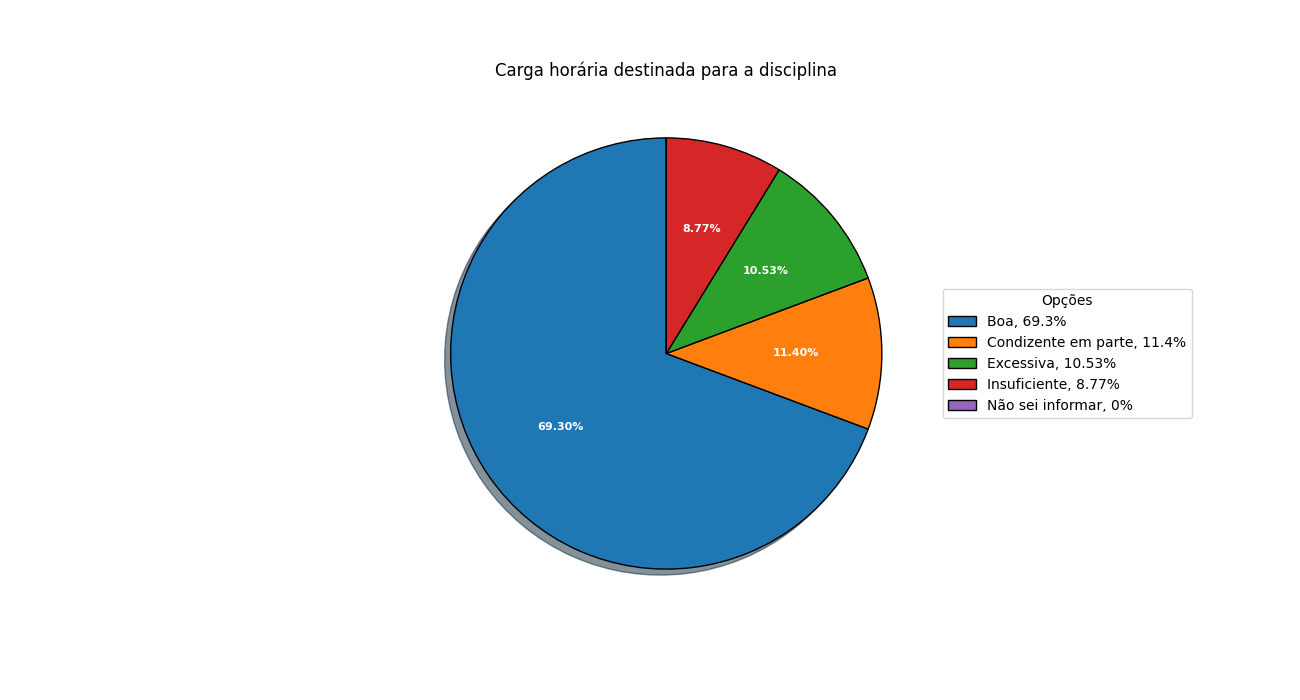 Carga horária destinada para a disciplina
8.77%
10.53%
11.40%
69.30%
Opções
Boa, 69.3%
Condizente em parte, 11.4%
Excessiva, 10.53%
Insuficiente, 8.77%
Não sei informar, 0%